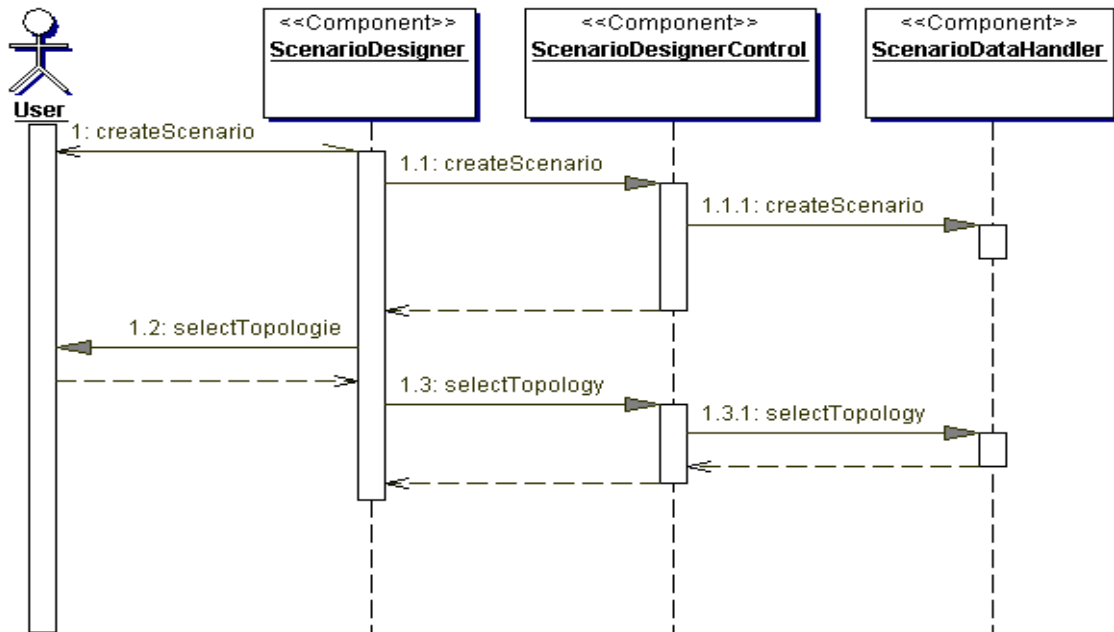 <<Component>>
ScenarioDesigner
<<Component>>
ScenarioDesignerControl
<<Component>>
ScenarioDataHandler
User
1: createScenario
1.1: createScenario
1.1.1: createScenario
1.2: selectTopologie
1.3: selectTopology
1.3.1: selectTopology